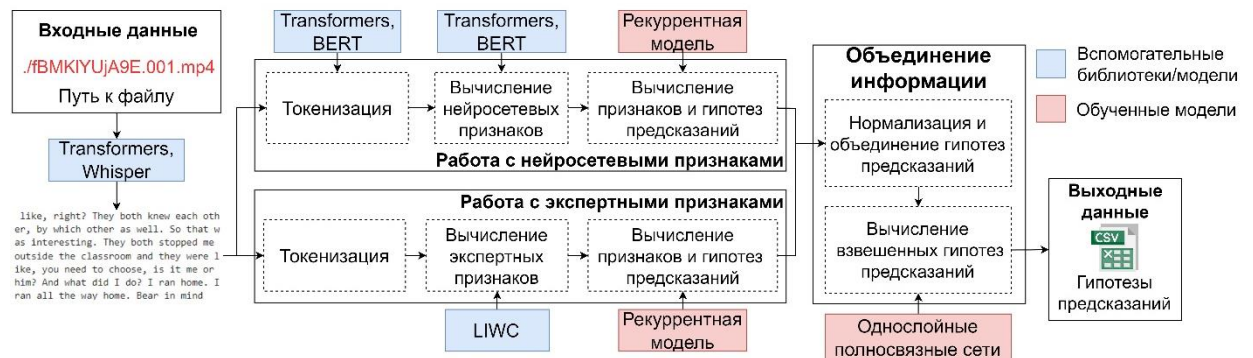 Входные данные
./fBMKlYUjA9E.001.mp4
Путь к файлу
Transformers,
Whisper
like, right? They both knew each oth
er, by which other as well. So that w
as interesting. They both stopped me
outside the classroom and they were l
ike, you need to choose, is it me or
him? And what did I do? I ran home. I
ran all the way home. Bear in mind
Transformers,
BERT
Transformers,
BERT
Рекуррентная
модель
Токенизация
Вычисление
нейросетевых
признаков
Вычисление
признаков и гипотез
предсказаний
Работа с нейросетевыми признаками
Работа с экспертными признаками
Токенизация
Вычисление
экспертных
признаков
Вычисление
признаков и гипотез
предсказаний
LIWC
Рекуррентная
модель
Объединение
информации
Нормализация и
объединение гипотез
предсказаний
Вычисление
взвешенных гипотез
предсказаний
Однослойные
полносвязные сети
Вспомогательные
библиотеки/модели
Обученные модели
Выходные
данные
CSV
Гипотезы
предсказаний